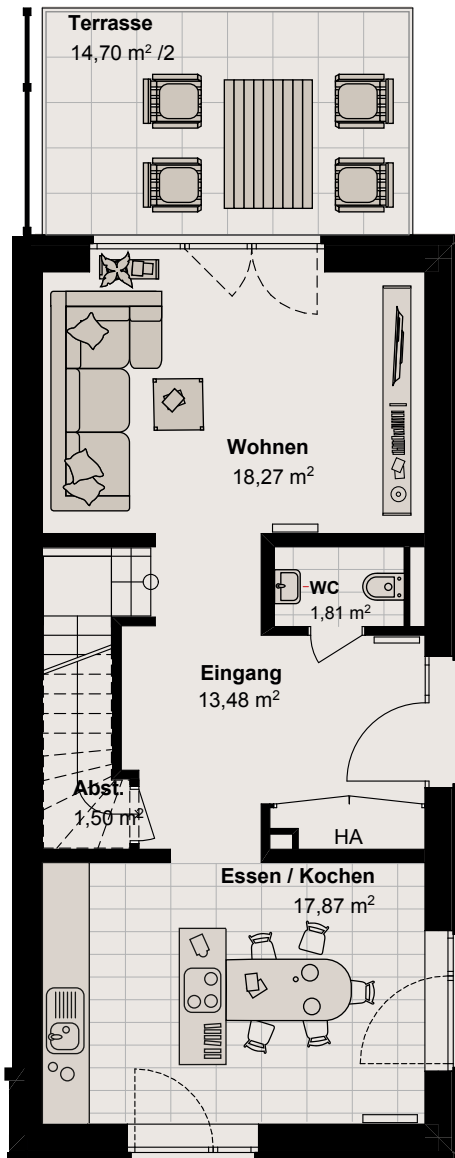 Terrasse
14,70 m² /2
Wohnen
18,27 m²
WC
1,81 m²
Eingang
13,48 m²
Abst.
1,50 m²
HA
Essen / Kochen
17,87 m²